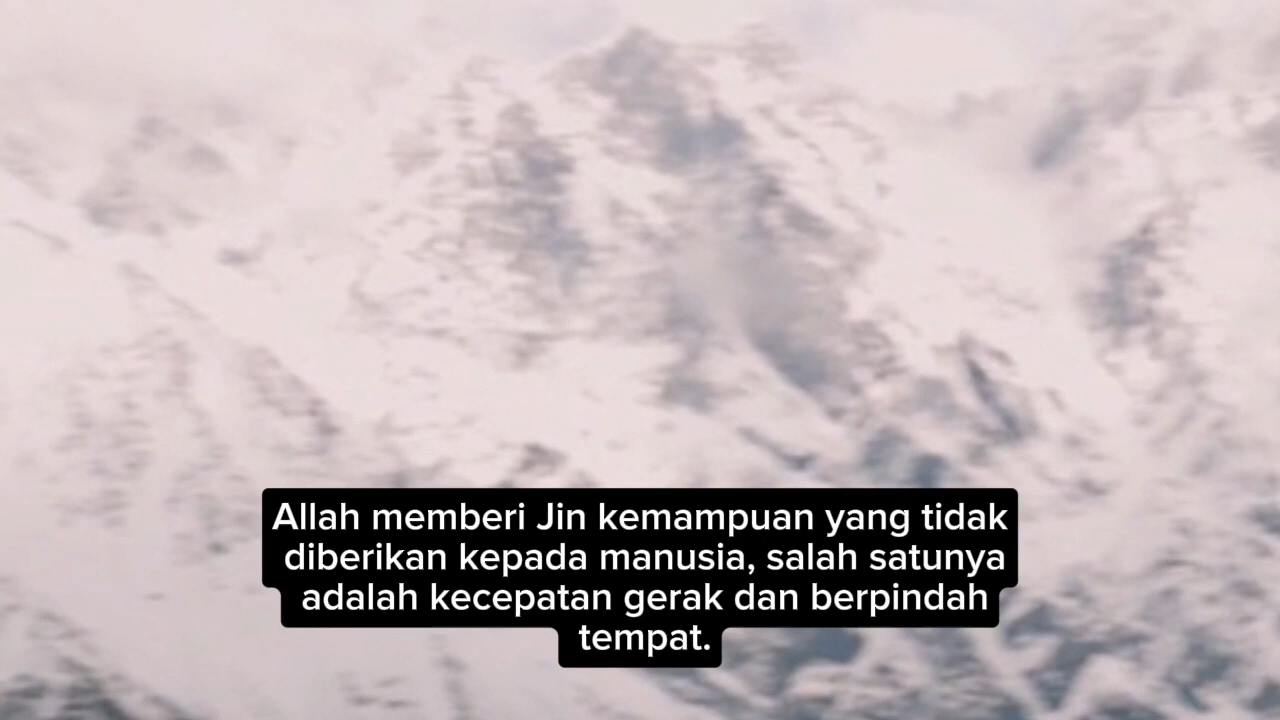 Allah memberi Jin kemampuan yang tidak
diberikan kepada manusia, salah satunya
adalah kecepatan gerak dan berpindah
tempat.